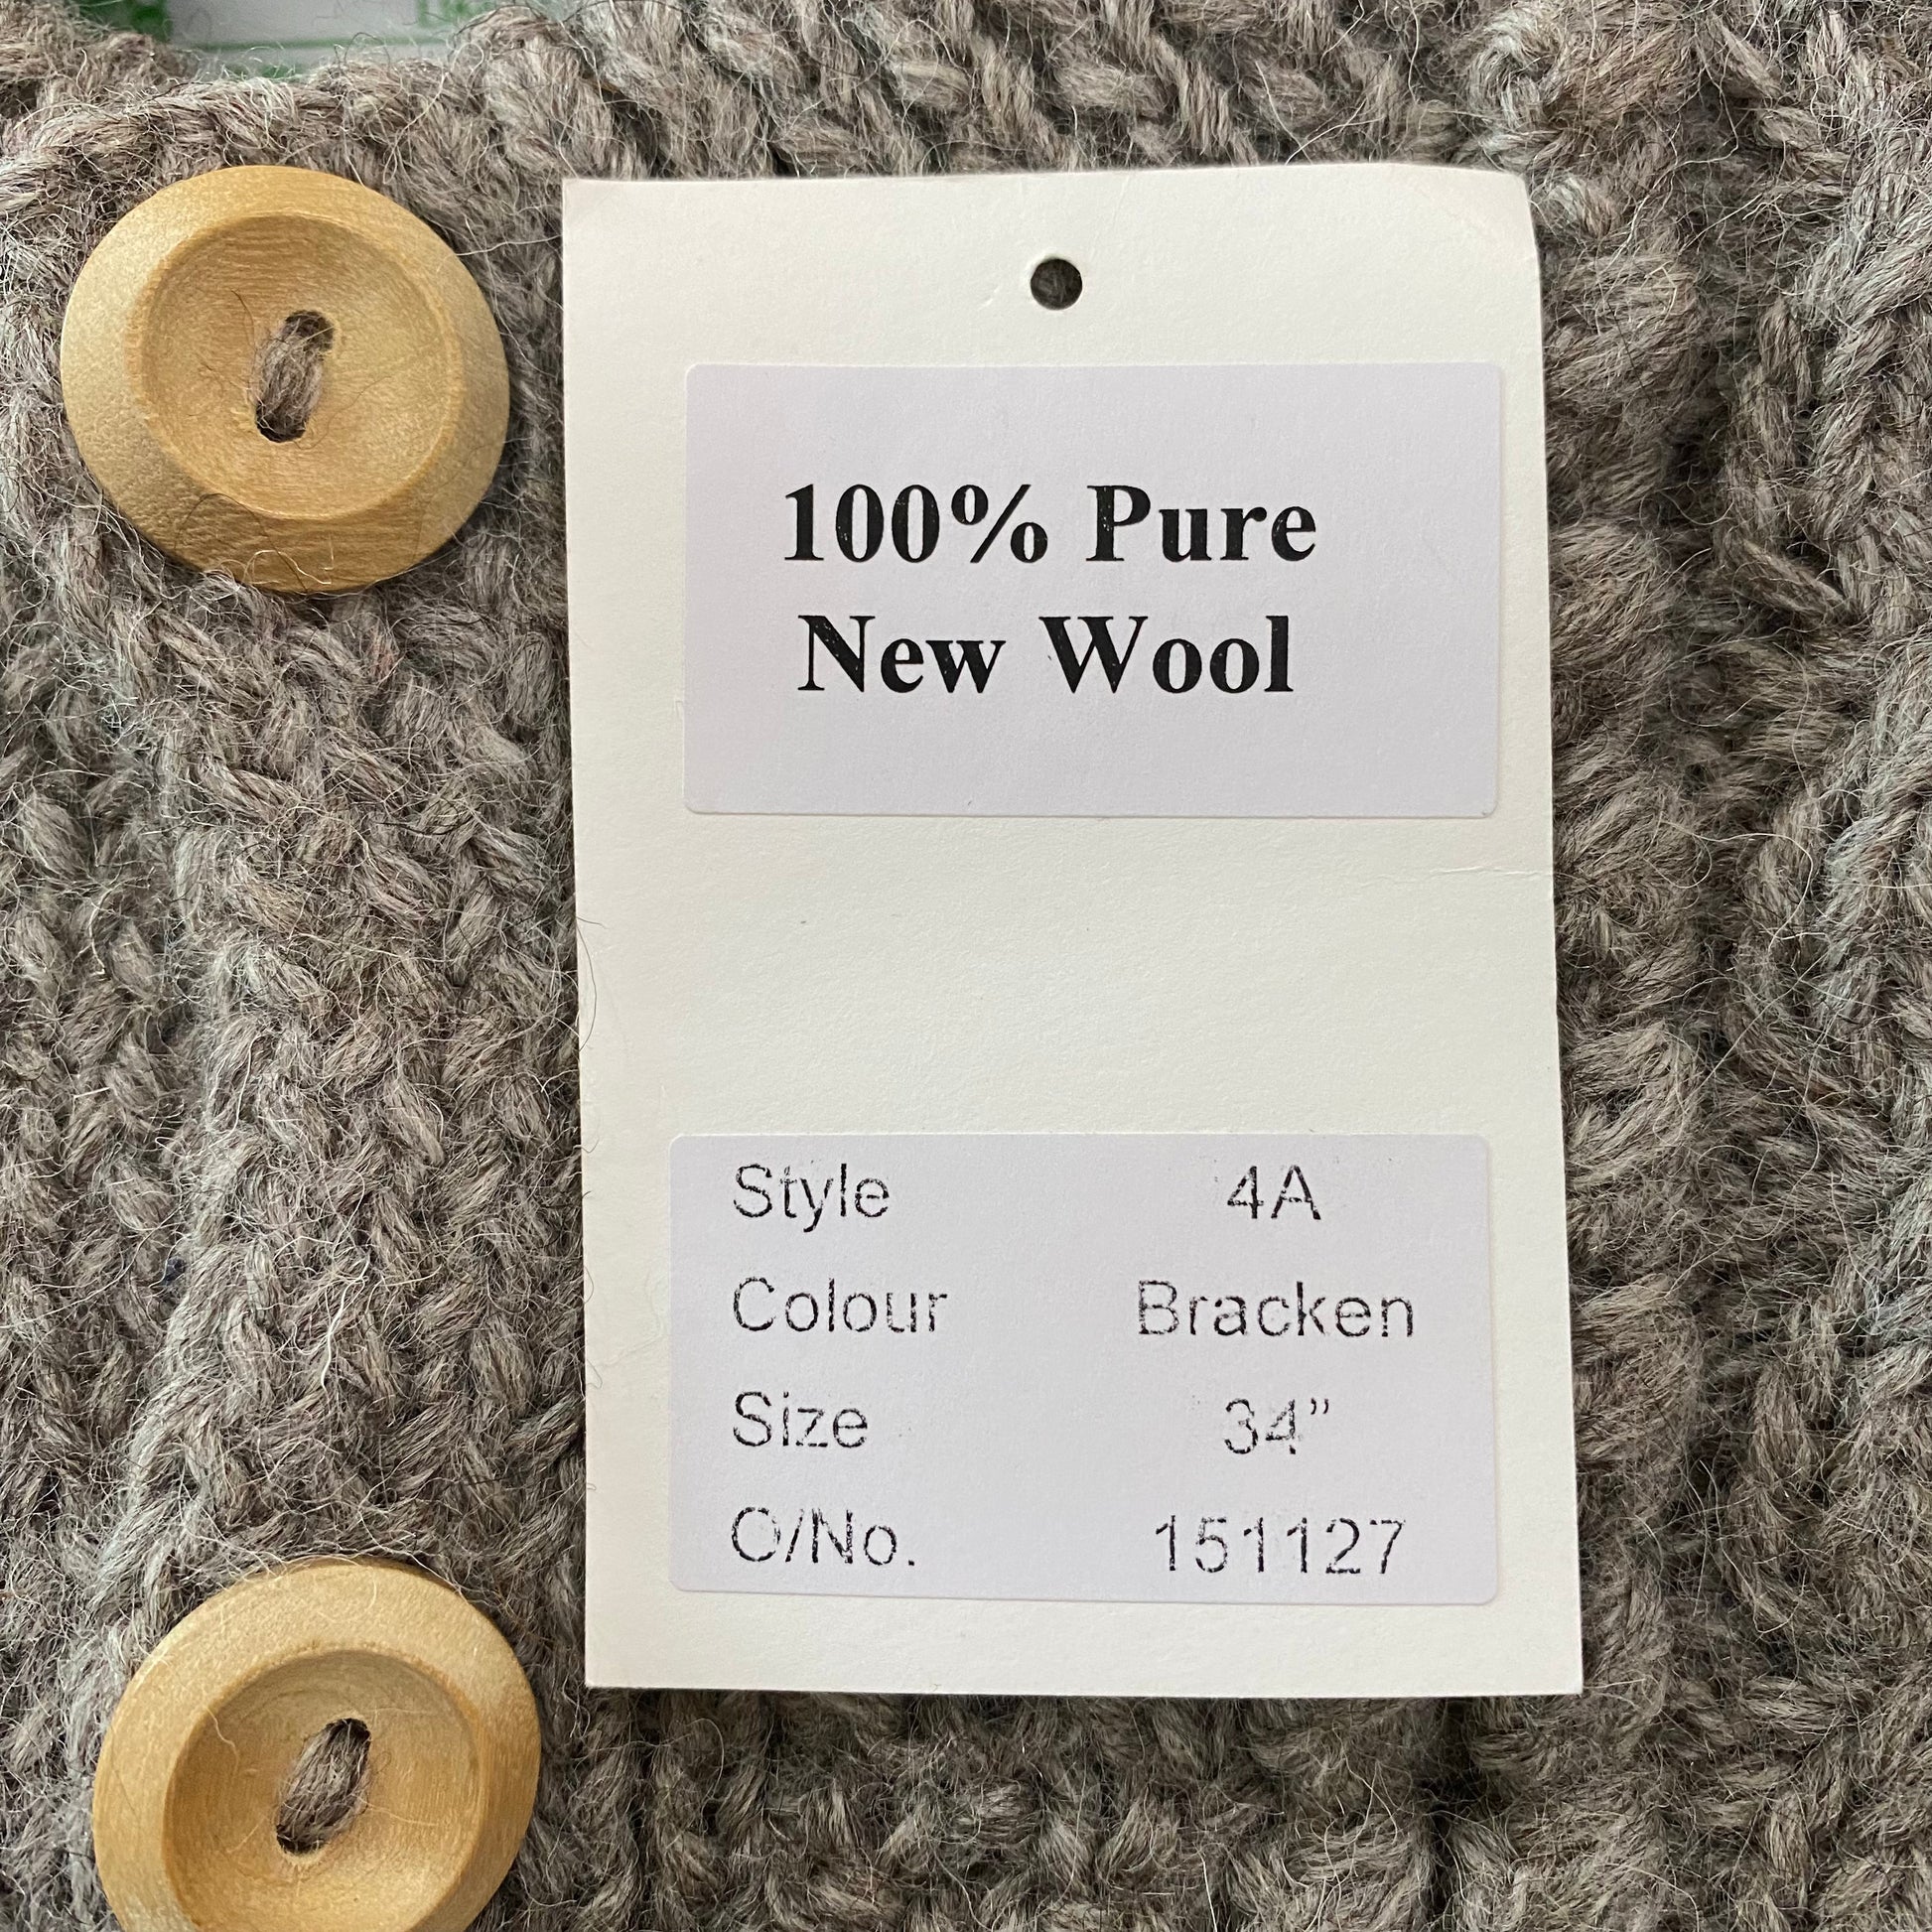 100% Pure
New Wool
Style 4A
Colour Bracken
Size 34”
O/No. 151127